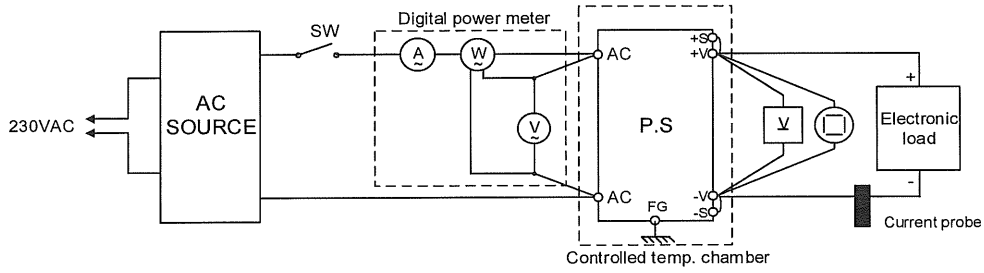 Digital power meter
SW
A
W
+S
+V
AC
AC
SOURCE
230VAC
V
P.S
V
+
Electronic
load
-
AC
-V
-S
FG
Current probe
Controlled temp. chamber